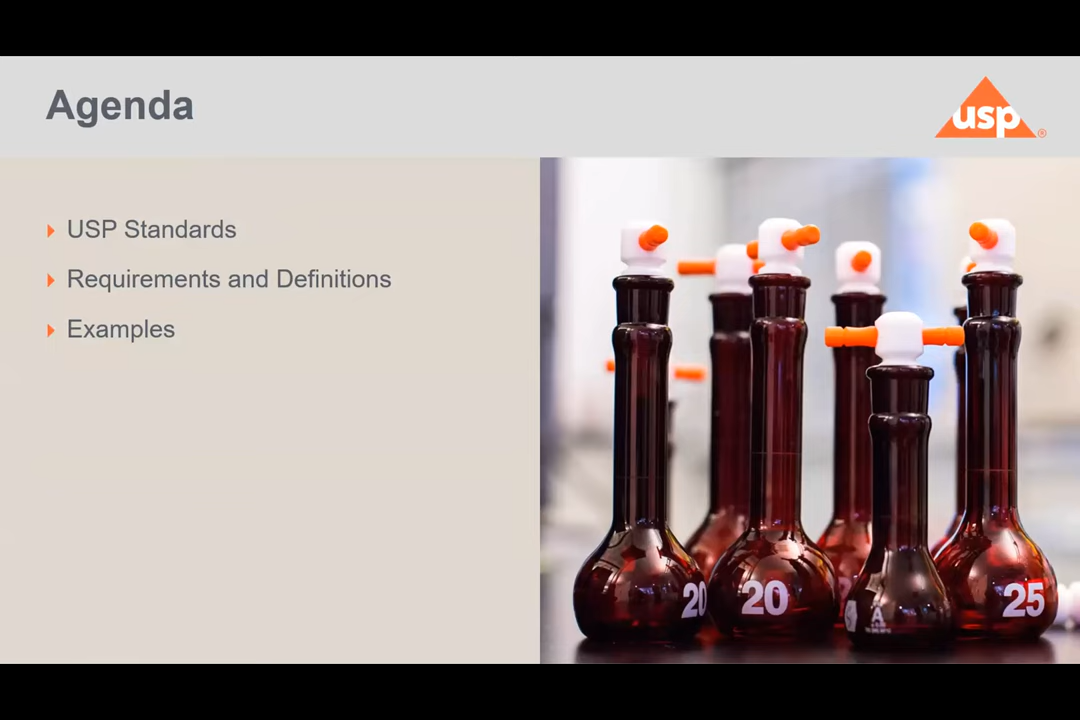 Agenda
usp®
USP Standards
Requirements and Definitions
Examples
20
20
25
A